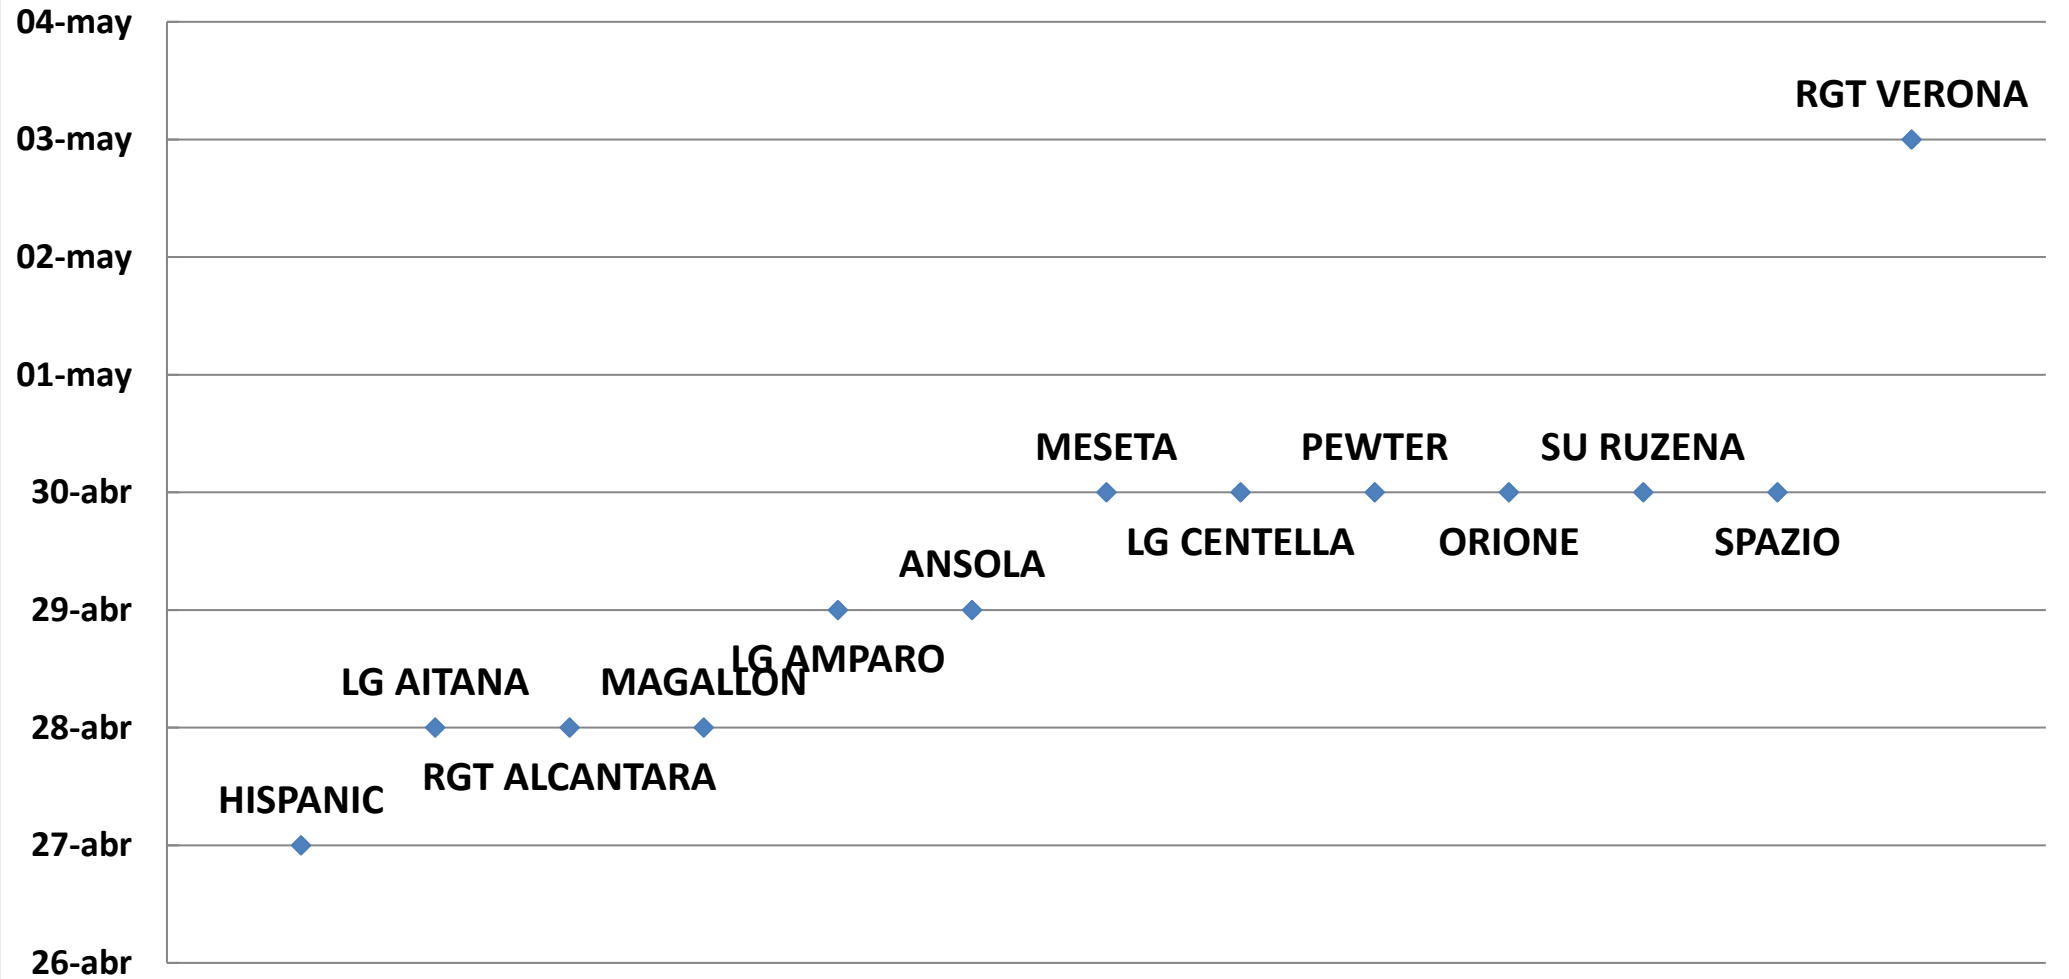 04-may
RGT VERONA
03-may
02-may
01-may
MESETA
PEWTER
SU RUZENA
30-abr
LG CENTELLA
ORIONE
SPAZIO
ANSOLA
29-abr
LG AMPARO
LG AITANA
MAGALLON
28-abr
RGT ALCANTARA
HISPANIC
27-abr
26-abr